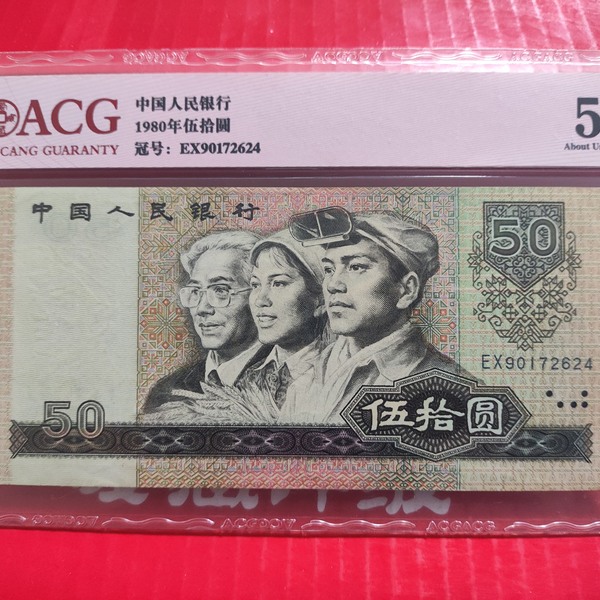 ACG
CANG GUARANTY
中国人民银行
1980年伍拾圆
冠号: EX90172624
5
About U
中国人民银行
50
EX90172624
50
伍拾圆